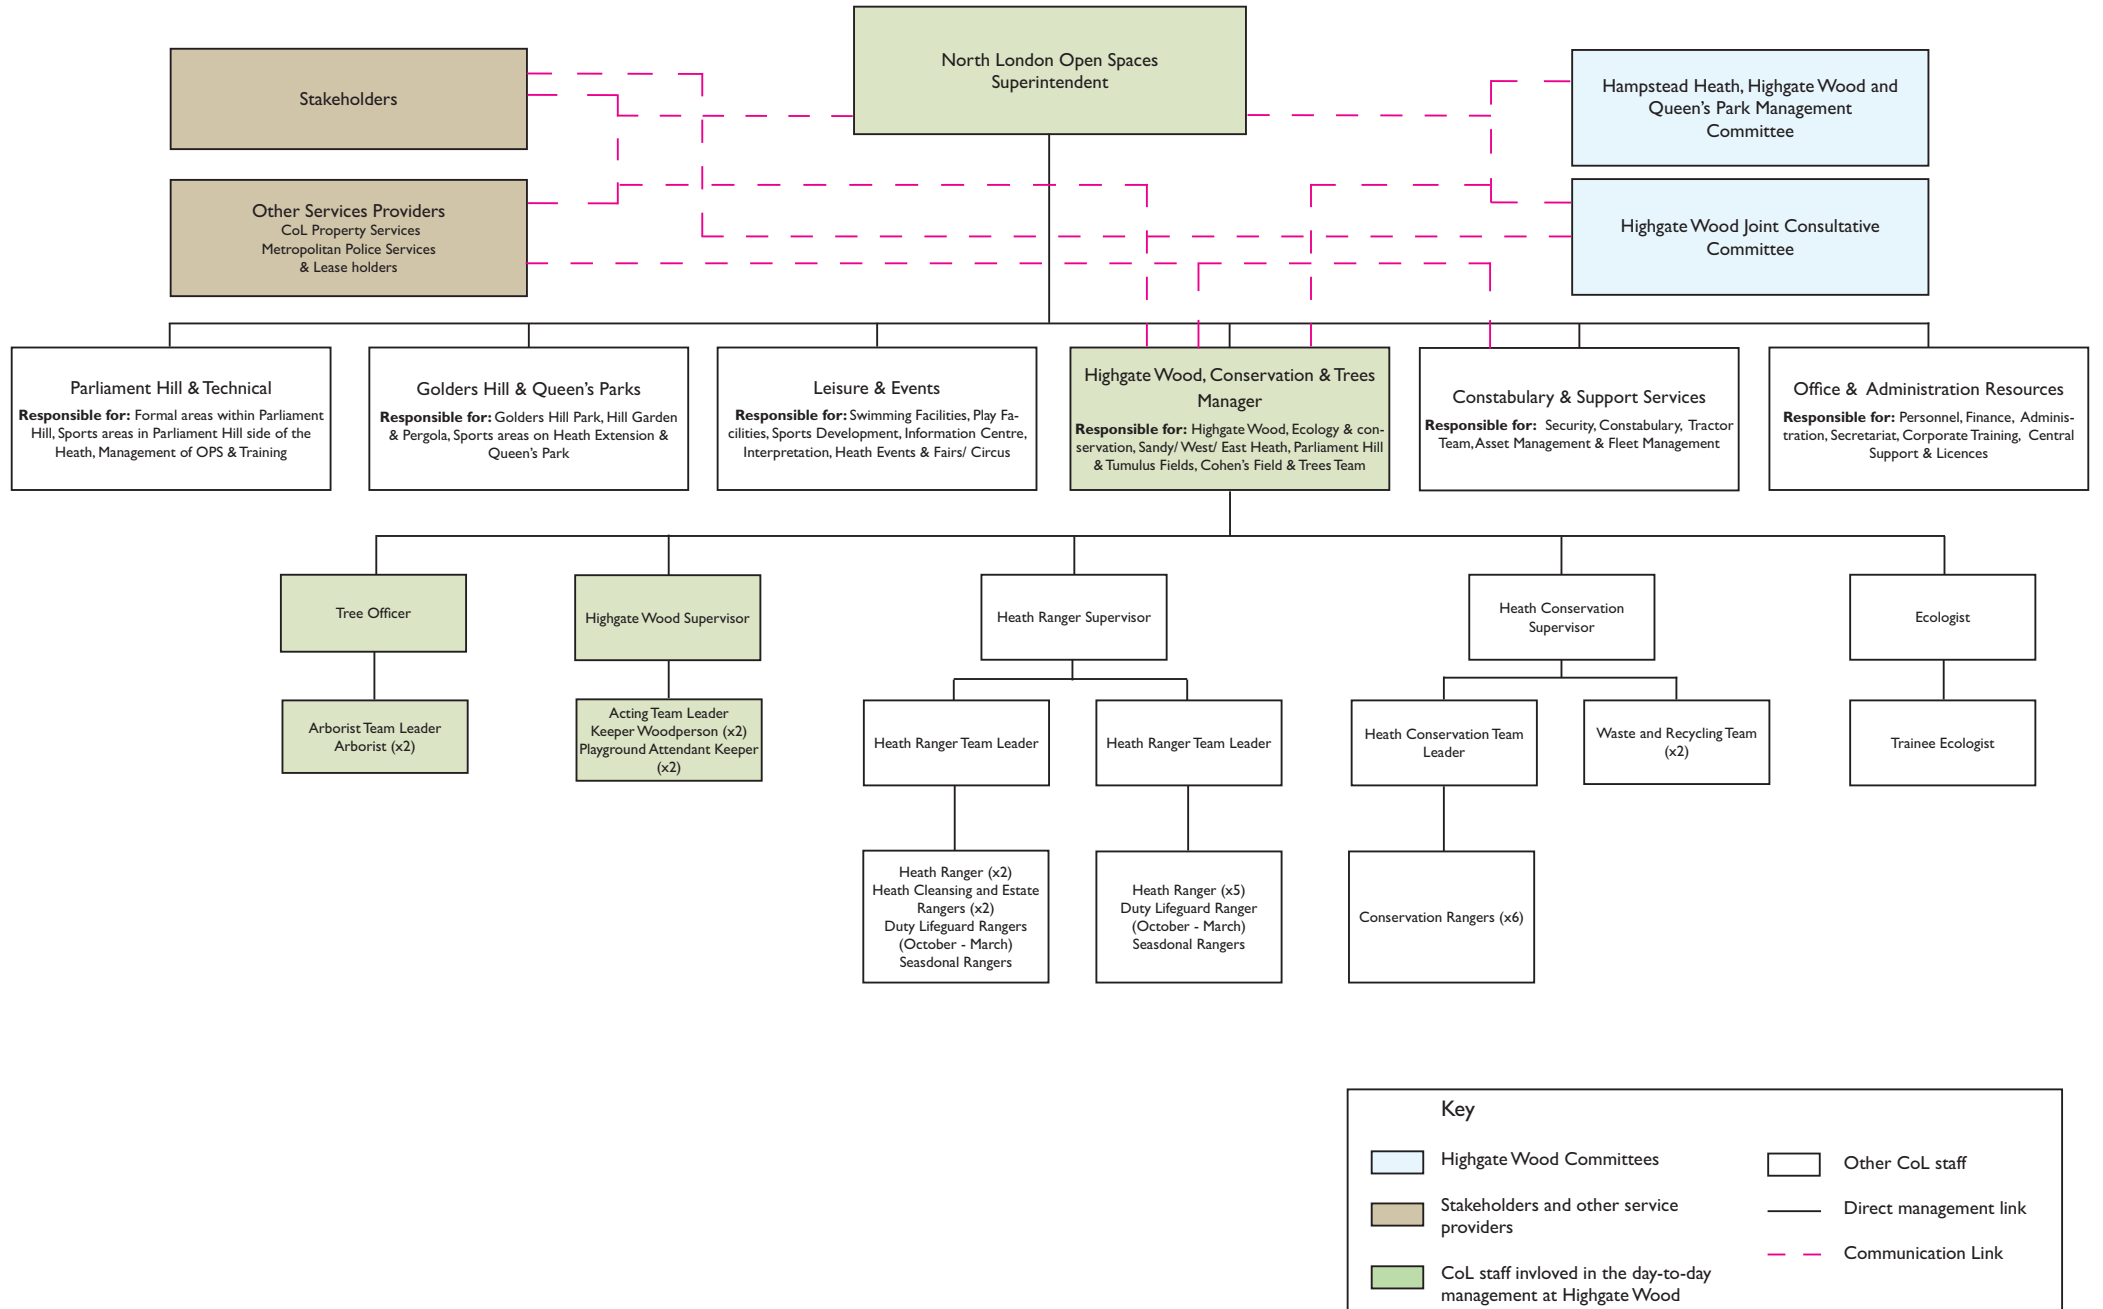 North London Open Spaces
Superintendent
Stakeholders
Hampstead Heath, Highgate Wood and
Queen's Park Management
Committee
Other Services Providers
CoL Property Services
Metropolitan Police Services
& Lease holders
Highgate Wood Joint Consultative
Committee
Parliament Hill & Technical
Responsible for: Formal areas within Parliament
Hill, Sports areas in Parliament Hill side of the
Heath, Management of OPS & Training
Golders Hill & Queen's Parks
Responsible for: Golders Hill Park, Hill Garden
& Pergola, Sports areas on Heath Extension &
Queen's Park
Leisure & Events
Responsible for: Swimming Facilities, Play Fa-
cilities, Sports Development, Information Centre,
Interpretation, Heath Events & Fairs/ Circus
Highgate Wood, Conservation & Trees
Manager
Responsible for: Highgate Wood, Ecology & con-
servation, Sandy/ West/ East Heath, Parliament Hill
& Tumulus Fields, Cohen's Field & Trees Team
Constabulary & Support Services
Responsible for: Security, Constabulary, Tractor
Team, Asset Management & Fleet Management
Office & Administration Resources
Responsible for: Personnel, Finance, Adminis-
tration, Secretariat, Corporate Training, Central
Support & Licences
Tree Officer
Highgate Wood Supervisor
Heath Ranger Supervisor
Heath Conservation
Supervisor
Ecologist
Arborist Team Leader
Arborist (x2)
Acting Team Leader
Keeper Woodperson (x2)
Playground Attendant Keeper
(x2)
Heath Ranger Team Leader
Heath Ranger Team Leader
Heath Conservation Team
Leader
Waste and Recycling Team
(x2)
Trainee Ecologist
Heath Ranger (x2)
Heath Cleansing and Estate
Rangers (x2)
Duty Lifeguard Rangers
(October - March)
Seasdonal Rangers
Heath Ranger (x5)
Duty Lifeguard Ranger
(October - March)
Seasdonal Rangers
Conservation Rangers (x6)
Key
Highgate Wood Committees
Stakeholders and other service
providers
CoL staff invloved in the day-to-day
management at Highgate Wood
Other CoL staff
Direct management link
Communication Link